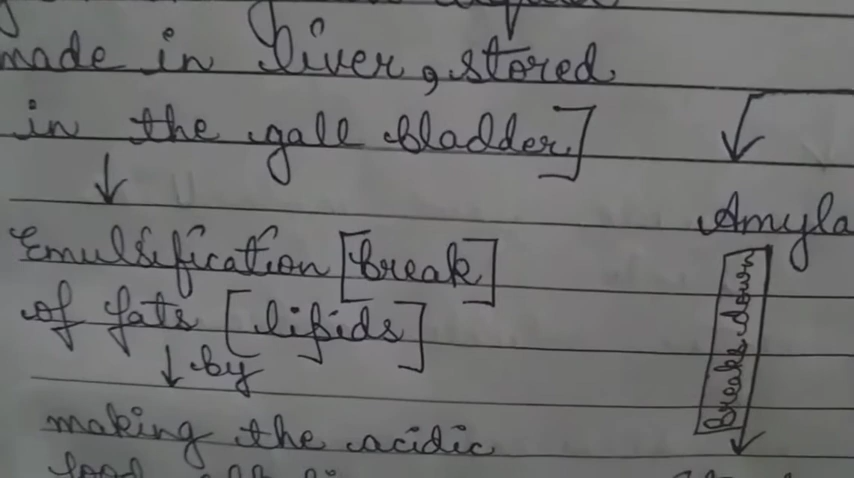 made in liver, stored
in the gall bladder]
Emulsification [break]
of fats [lipids]
by
making the acidic
food
Amyla
Breaks down